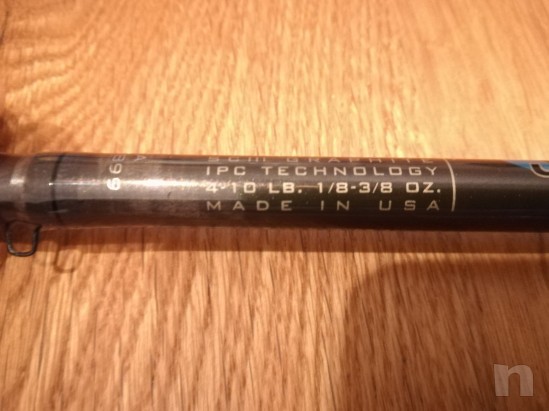 SCIII GRAPHITE
IPC TECHNOLOGY
4-10 LB. 1/8-3/8 OZ.
MADE IN USA
n